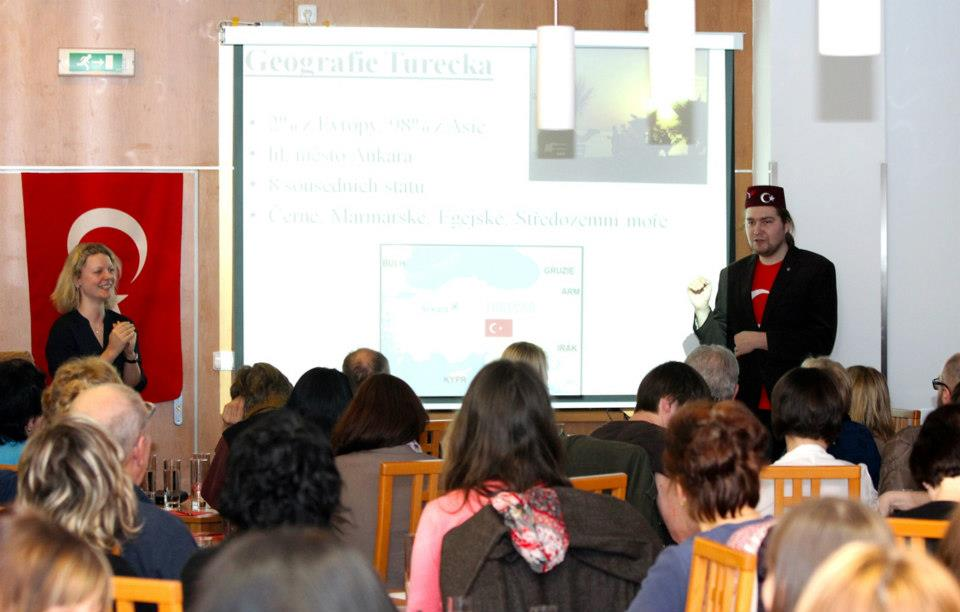 Geografie Turecka
2% z Evropy, 98% z Asie
hl. město Ankara
8 sousedních států
Černé, Marmarské, Egejské, Středozemní moře
GRUZIE
ARM
IRÁK
KYPR